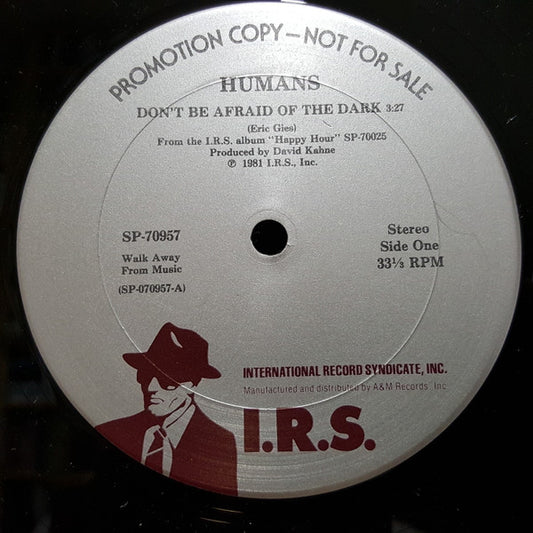 PROMOTION COPY—NOT FOR SALE
HUMANS
DON'T BE AFRAID OF THE DARK 3:27
(Eric Gies)
From the I.R.S. album "Happy Hour" SP-70025
Produced by David Kahne
℗ 1981 I.R.S., Inc.
SP-70957
Walk Away
From Music
(SP-070957-A)
Stereo
Side One
33⅓ RPM
INTERNATIONAL RECORD SYNDICATE, INC.
Manufactured and distributed by A&M Records, Inc.
I.R.S.